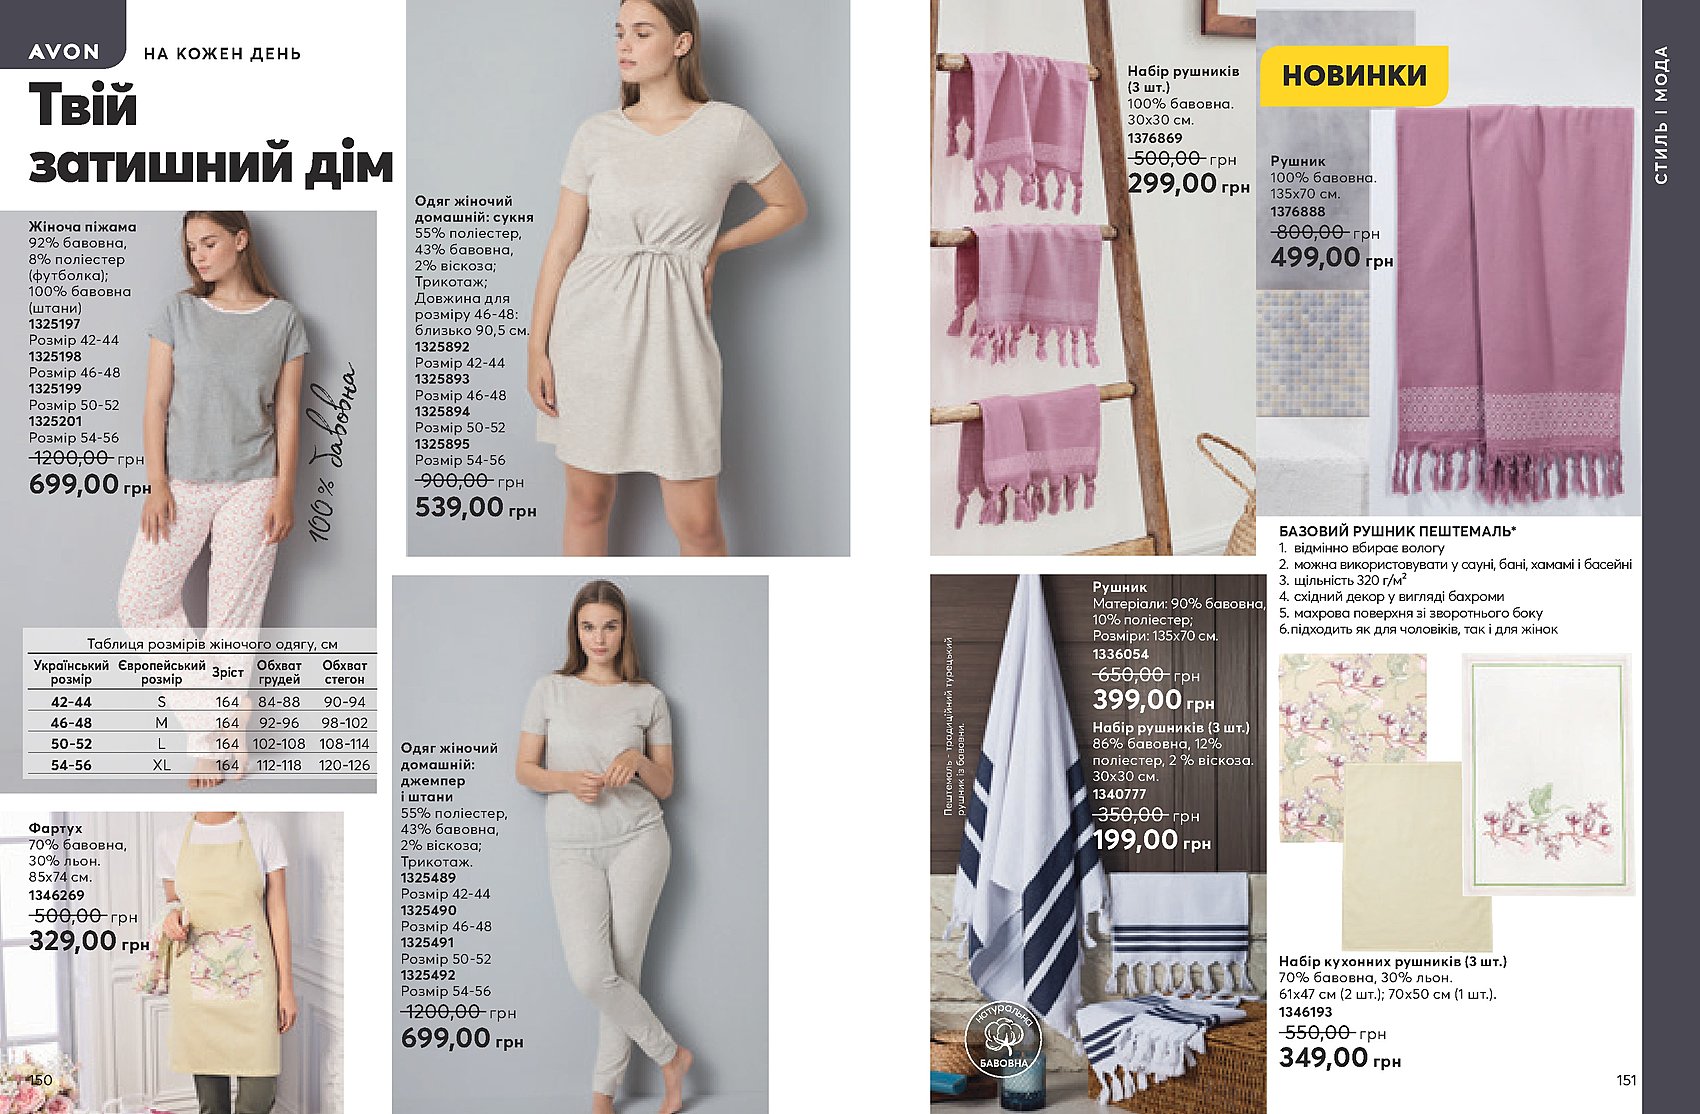 AVON
НА КОЖЕН ДЕНЬ
Твій
затишний дім
Жіноча піжама
92% бавовна,
8% поліестер
(футболка);
100% бавовна
(штани)
1325197
Розмір 42-44
1325198
Розмір 46-48
1325199
Розмір 50-52
1325201
Розмір 54-56
1200,00 грн
699,00 грн
100% бавовна
Таблиця розмірів жіночого одягу, см
Український розмір Європейський розмір Зріст Обхват грудей Обхват стегон
42-44 S 164 84-88 90-94
46-48 M 164 92-96 98-102
50-52 L 164 102-108 108-114
54-56 XL 164 112-118 120-126
Фартух
70% бавовна,
30% льон.
85x74 см.
1346269
500,00 грн
329,00 грн
150
Одяг жіночий
домашній: сукня
55% поліестер,
43% бавовна,
2% віскоза;
Трикотаж;
Довжина для
розміру 46-48:
близько 90,5 см.
1325892
Розмір 42-44
1325893
Розмір 46-48
1325894
Розмір 50-52
1325895
Розмір 54-56
900,00 грн
539,00 грн
Одяг жіночий
домашній:
джемпер
і штани
55% поліестер,
43% бавовна,
2% віскоза;
Трикотаж.
1325489
Розмір 42-44
1325490
Розмір 46-48
1325491
Розмір 50-52
1325492
Розмір 54-56
1200,00 грн
699,00 грн
Набір рушників
(3 шт.)
100% бавовна.
30x30 см.
1376869
500,00 грн
299,00 грн
НОВИНКИ
Рушник
100% бавовна.
135x70 см.
1376888
800,00 грн
499,00 грн
СТИЛЬ І МОДА
БАЗОВИЙ РУШНИК ПЕШТЕМАЛЬ*
1. відмінно вбирає вологу
2. можна використовувати у сауні, бані, хамамі і басейні
3. щільність 320 г/м²
4. східний декор у вигляді бахроми
5. махрова поверхня зі зворотнього боку
6.підходить як для чоловіків, так і для жінок
Пештемаль - традиційний турецький
рушник із бавовни.
Рушник
Матеріали: 90% бавовна,
10% поліестер;
Розміри: 135x70 см.
1336054
650,00 грн
399,00 грн
Набір рушників (3 шт.)
86% бавовна, 12%
поліестер, 2 % віскоза.
30x30 см.
1340777
350,00 грн
199,00 грн
натуральна
БАВОВНА
Набір кухонних рушників (3 шт.)
70% бавовна, 30% льон.
61x47 см (2 шт.); 70x50 см (1 шт.).
1346193
550,00 грн
349,00 грн
151